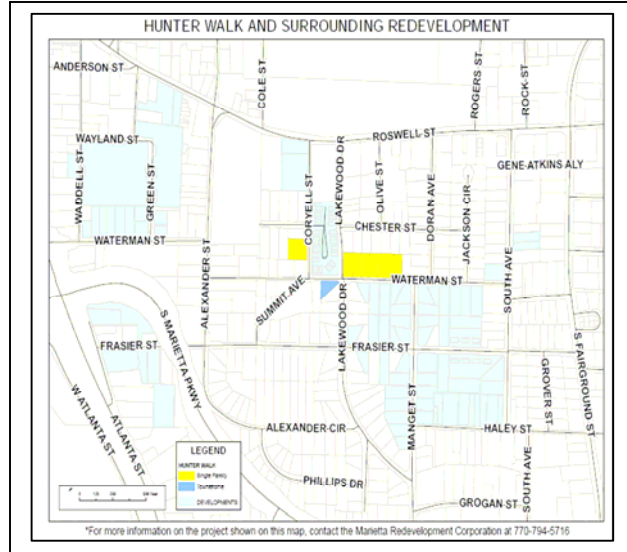 HUNTER WALK AND SURROUNDING REDEVELOPMENT
ANDERSON ST
COLE ST
ROGERS ST
ROCK ST
WAYLAND ST
ROSWELL ST
WADDELL ST
GREEN ST
CORYELL ST
LAKEWOOD DR
OLIVE ST
DORAN AVE
JACKSON CIR
GENE ATKINS ALY
CHESTER ST
WATERMAN ST
ALEXANDER ST
SUMMIT AVE
WATERMAN ST
SOUTH AVE
S MARIETTA PKWY
LAKEWOOD DR
FRASIER ST
FRASIER ST
S FAIRGROUND ST
W ATLANTA ST
ATLANTA ST
MANGET ST
GROVER ST
ALEXANDER CIR
HALEY ST
LEGEND
HUNTER WALK
Single Family
DEVELOPMENTS
PHILLIPS DR
SOUTH AVE
GROGAN ST
*For more information on the project shown on this map, contact the Marietta Redevelopment Corporation at 770-794-5716